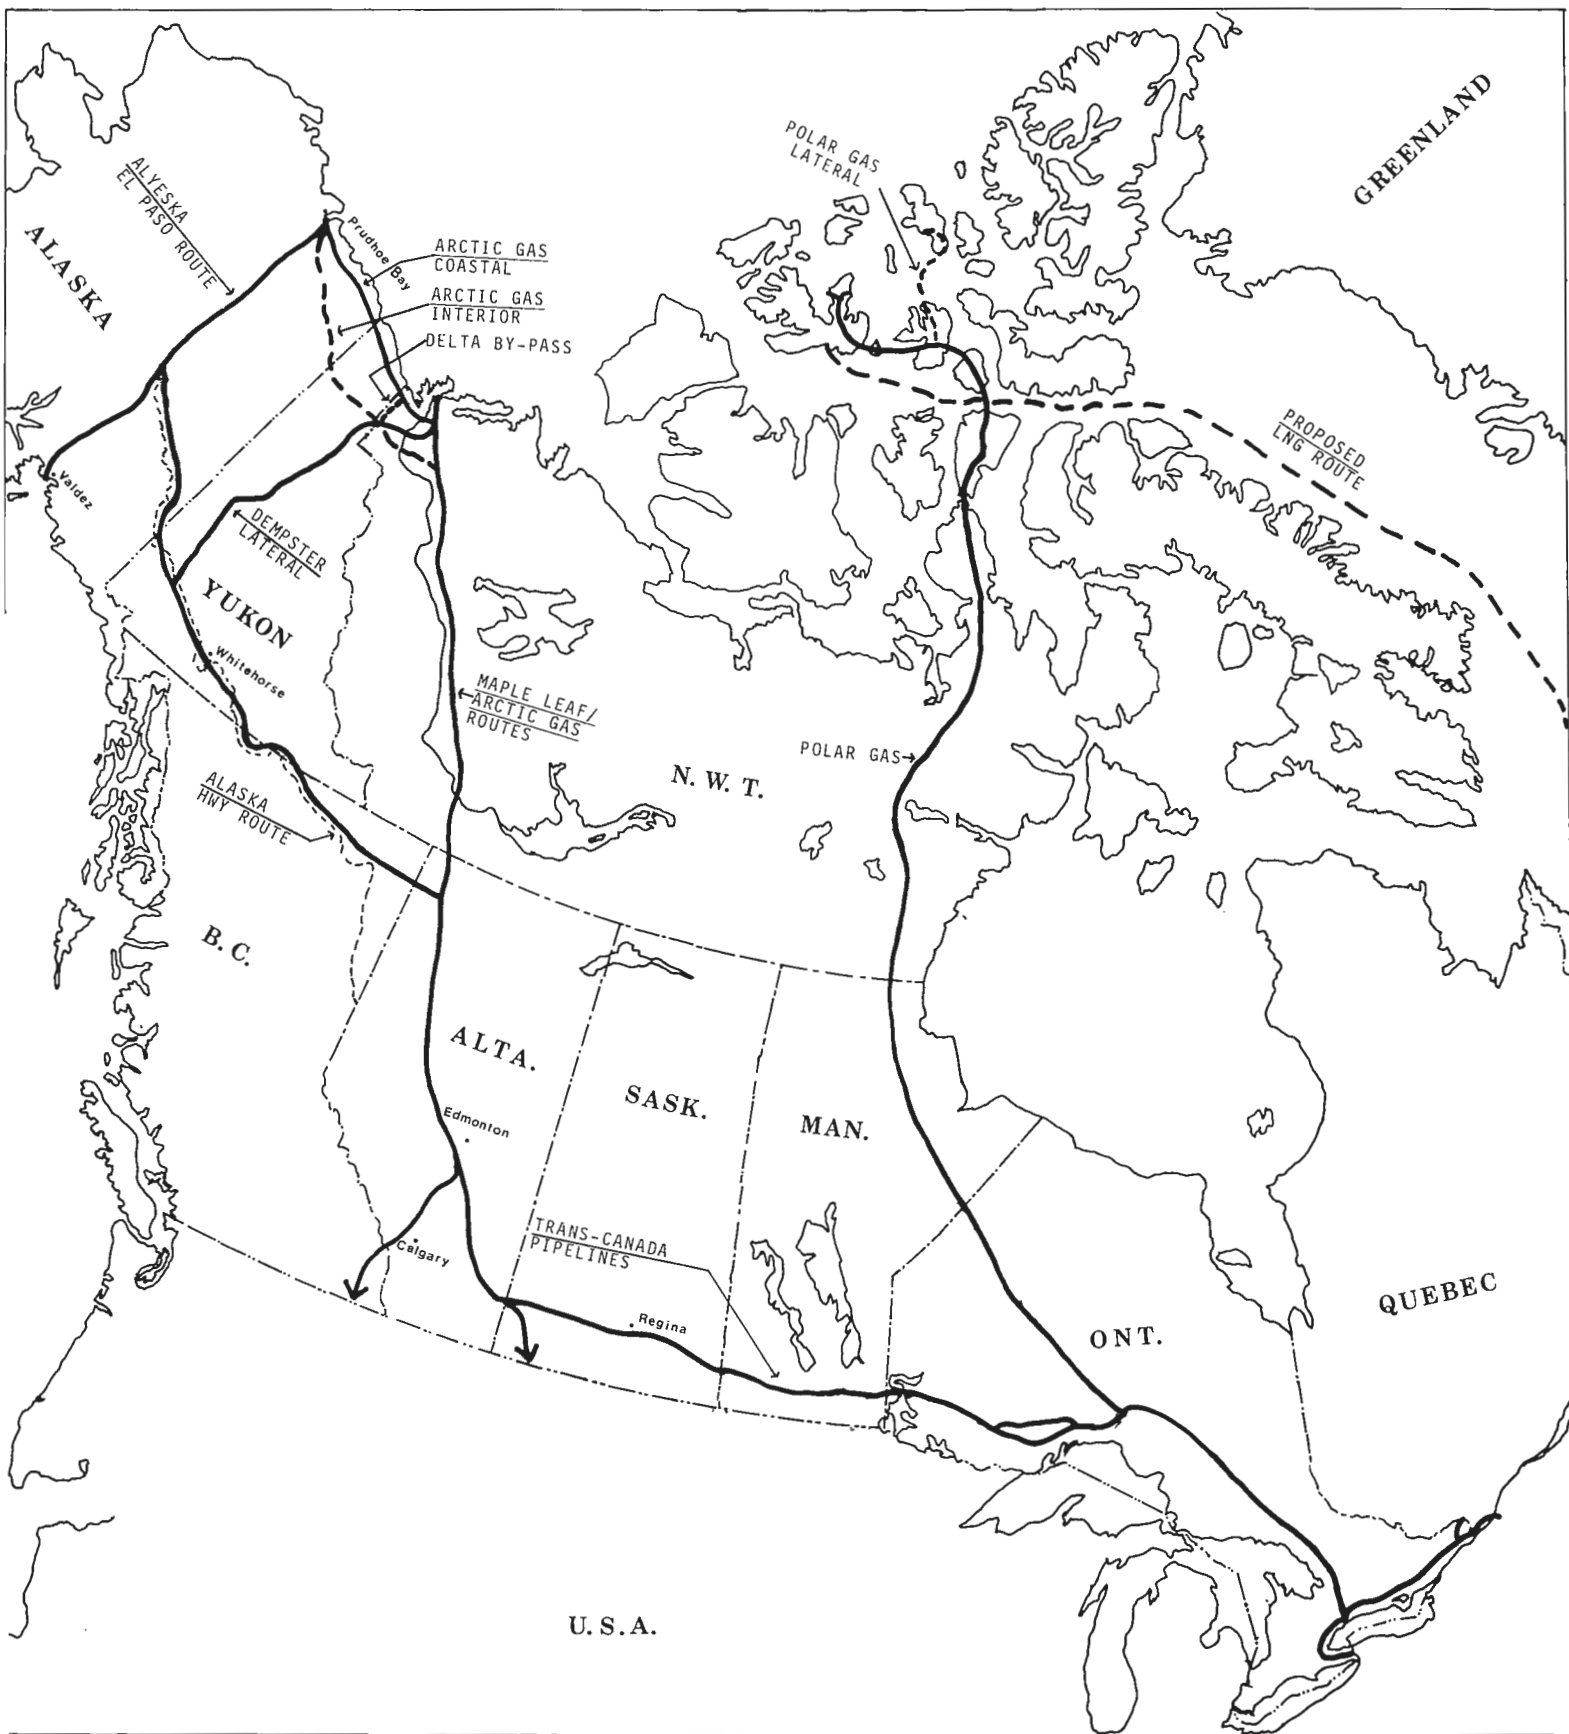 GREENLAND
POLAR GAS
LATERAL
ALYESKA
EL PASO ROUTE
ALASKA
Prudhoe Bay
ARCTIC GAS
COASTAL
ARCTIC GAS
INTERIOR
DELTA BY-PASS
PROPOSED
LNG ROUTE
Valdez
DEMPSTER
LATERAL
YUKON
Whitehorse
MAPLE LEAF/
ARCTIC GAS
ROUTES
POLAR GAS
N. W. T.
ALASKA
HWY ROUTE
B. C.
ALTA.
SASK.
MAN.
Edmonton
TRANS-CANADA
PIPELINES
Calgary
Regina
QUEBEC
ONT.
U. S. A.